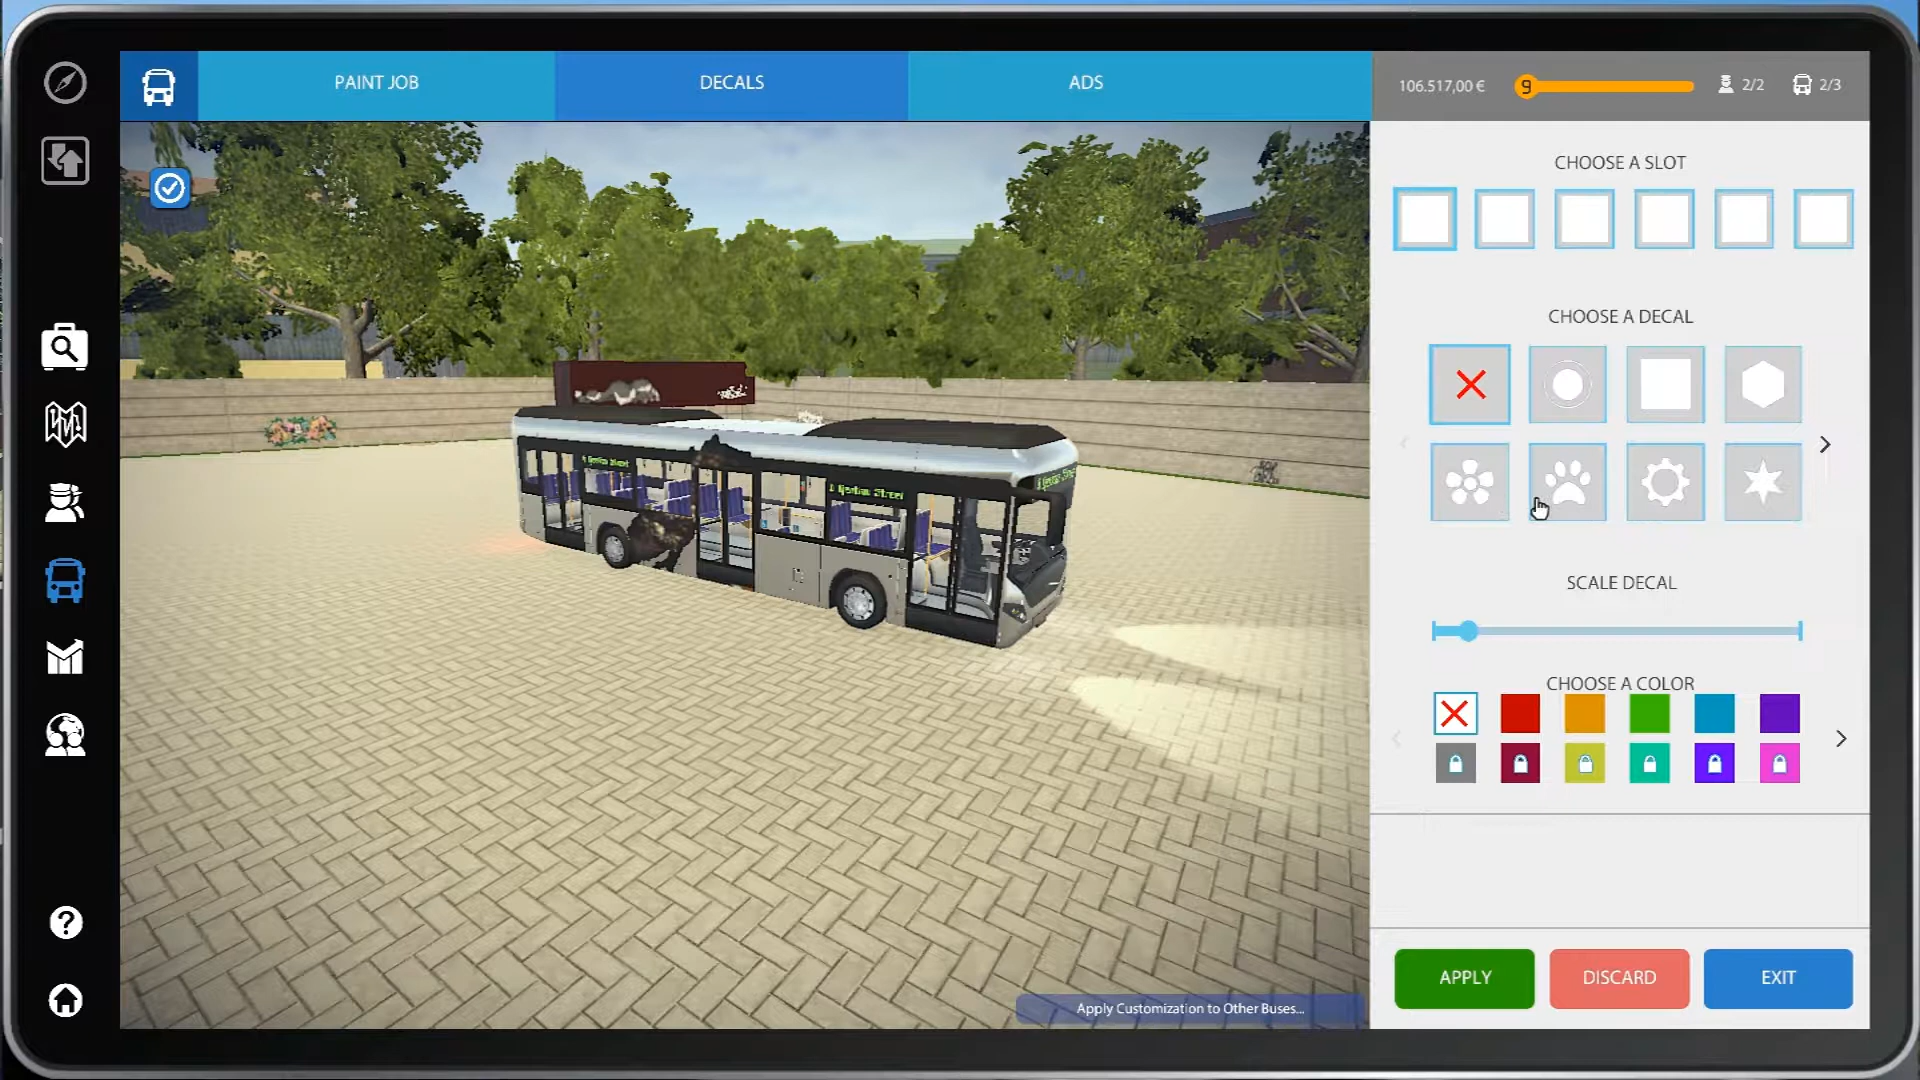 PAINT JOB
DECALS
ADS
106.517,00 €
9
2/2
2/3
CHOOSE A SLOT
CHOOSE A DECAL
SCALE DECAL
CHOOSE A COLOR
APPLY
DISCARD
EXIT
Apply Customization to Other Buses...
?